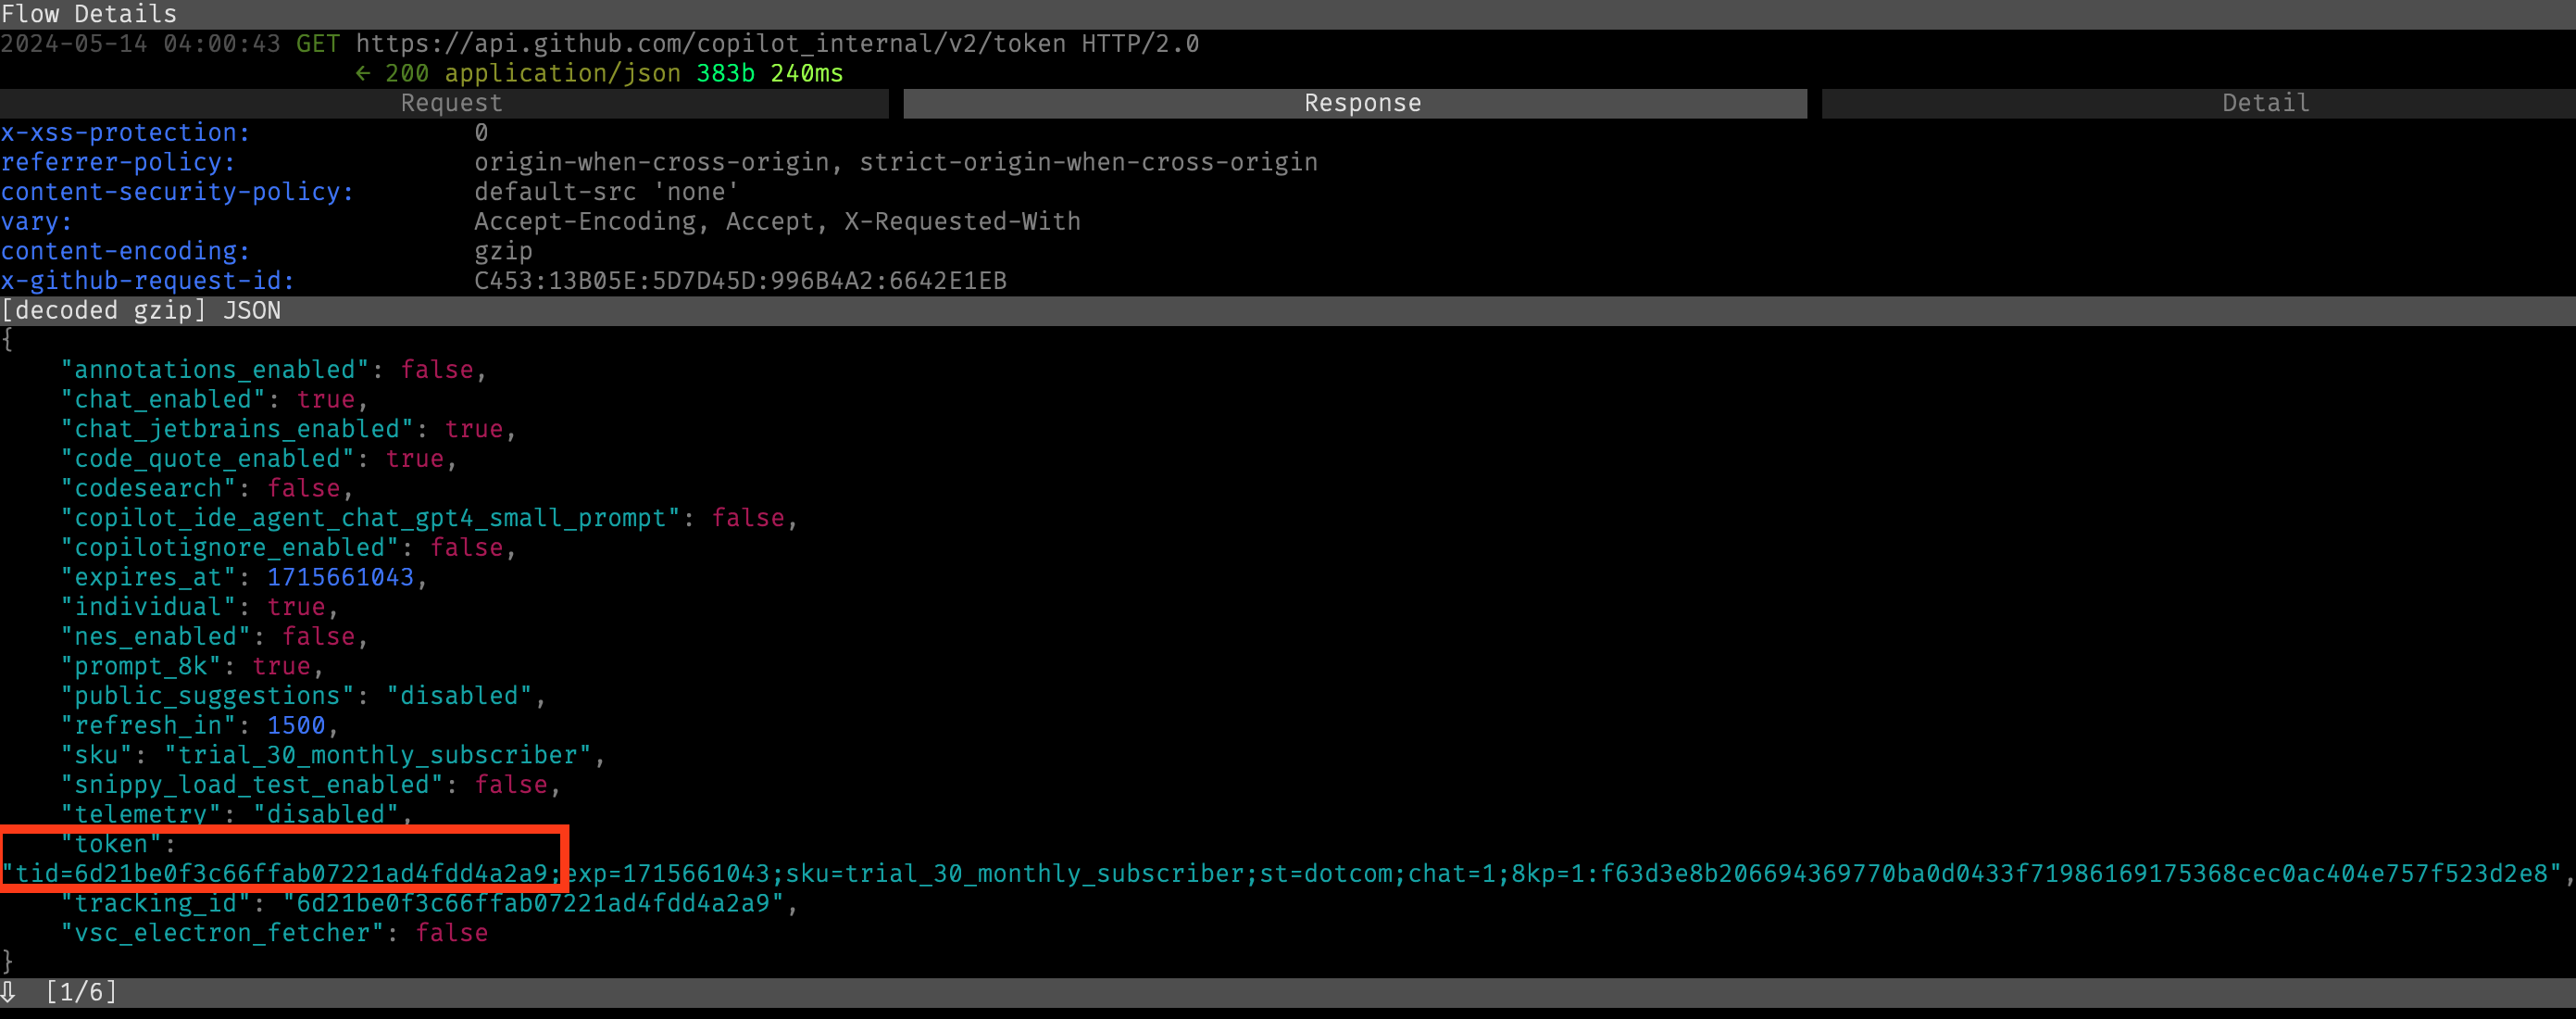 Flow Details
2024-05-14 04:00:43 GET https://api.github.com/copilot_internal/v2/token HTTP/2.0
← 200 application/json 383b 240ms
Request Response Detail
x-xss-protection: 0
referrer-policy: origin-when-cross-origin, strict-origin-when-cross-origin
content-security-policy: default-src 'none'
vary: Accept-Encoding, Accept, X-Requested-With
content-encoding: gzip
x-github-request-id: C453:13B05E:5D7D45D:996B4A2:6642E1EB
[decoded gzip] JSON
{
"annotations_enabled": false,
"chat_enabled": true,
"chat_jetbrains_enabled": true,
"code_quote_enabled": true,
"codesearch": false,
"copilot_ide_agent_chat_gpt4_small_prompt": false,
"copilotignore_enabled": false,
"expires_at": 1715661043,
"individual": true,
"nes_enabled": false,
"prompt_8k": true,
"public_suggestions": "disabled",
"refresh_in": 1500,
"sku": "trial_30_monthly_subscriber",
"snippy_load_test_enabled": false,
"telemetry": "disabled",
"token":
"tid=6d21be0f3c66ffab07221ad4fdd4a2a9;exp=1715661043;sku=trial_30_monthly_subscriber;st=dotcom;chat=1;8kp=1:f63d3e8b206694369770ba0d0433f71986169175368cec0ac404e757f523d2e8",
"tracking_id": "6d21be0f3c66ffab07221ad4fdd4a2a9",
"vsc_electron_fetcher": false
}
⇩ [1/6]